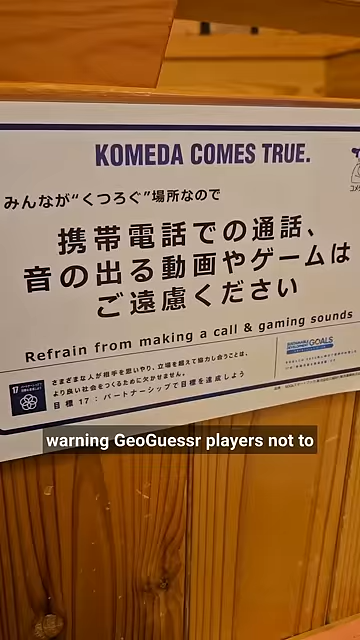 KOMEDA COMES TRUE.
みんなが“くつろぐ”場所なので
携帯電話での通話、
音の出る動画やゲームは
ご遠慮ください
Refrain from making a call & gaming sounds
さまざまな人が相手を思いやり、立場を超えて協力し合うことは、
より良い社会をつくるために欠かせません。
目標 17 : パートナーシップで目標を達成しよう
17
SUSTAINABLE DEVELOPMENT GOALS
warning GeoGuessr players not to